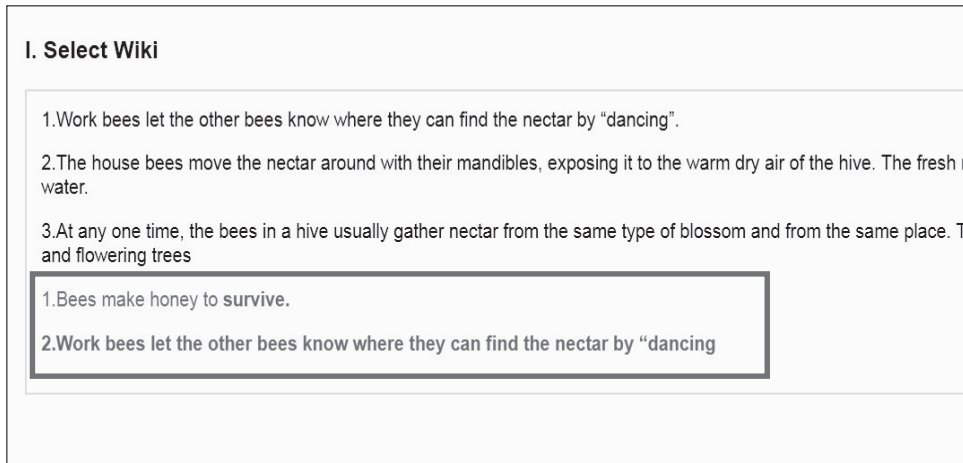 I. Select Wiki
1.Work bees let the other bees know where they can find the nectar by “dancing”.
2.The house bees move the nectar around with their mandibles, exposing it to the warm dry air of the hive. The fresh
water.
3.At any one time, the bees in a hive usually gather nectar from the same type of blossom and from the same place.
and flowering trees
1.Bees make honey to survive.
2.Work bees let the other bees know where they can find the nectar by “dancing